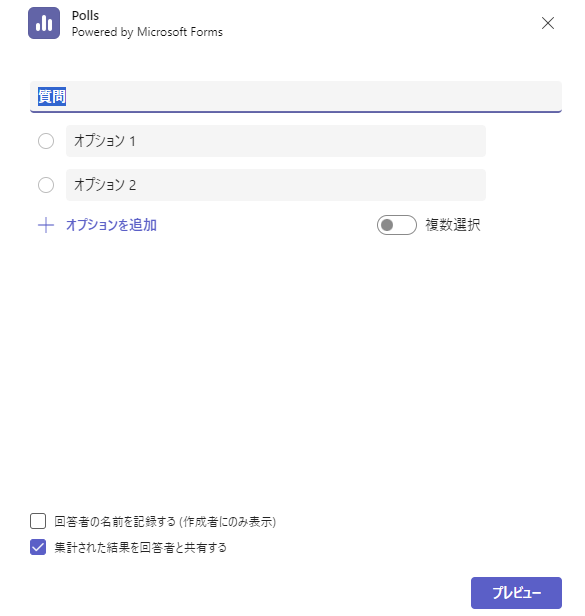 Polls
Powered by Microsoft Forms
質問
オプション 1
オプション 2
オプションを追加
複数選択
回答者の名前を記録する (作成者にのみ表示)
集計された結果を回答者と共有する
プレビュー